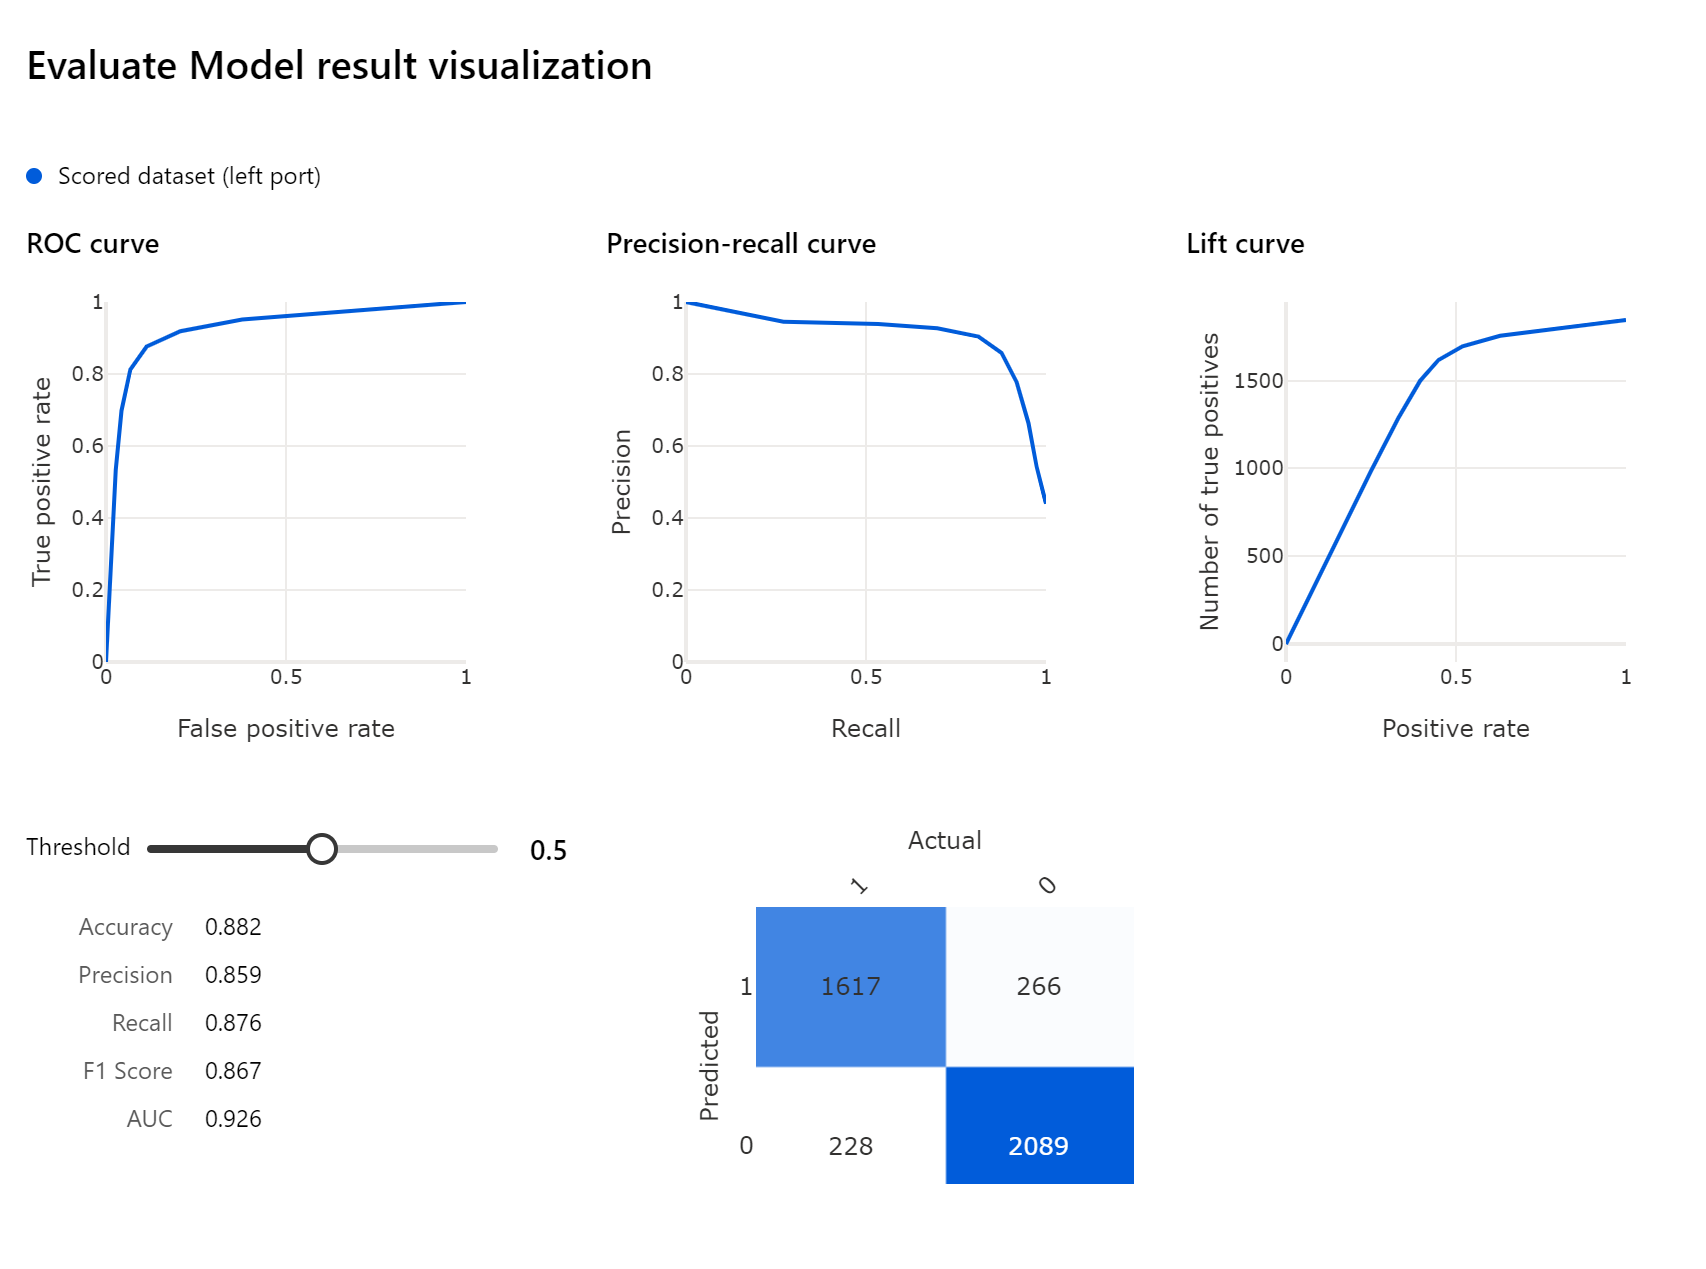 Evaluate Model result visualization
Scored dataset (left port)
ROC curve
1
0.8
0.6
0.4
0.2
0
True positive rate
0 0.5 1
False positive rate
Precision-recall curve
1
0.8
0.6
0.4
0.2
0
Precision
0 0.5 1
Recall
Lift curve
1500
1000
500
0
Number of true positives
0 0.5 1
Positive rate
Threshold 0.5
Accuracy 0.882
Precision 0.859
Recall 0.876
F1 Score 0.867
AUC 0.926
Actual
1 0
Predicted
1 1617 266
0 228 2089